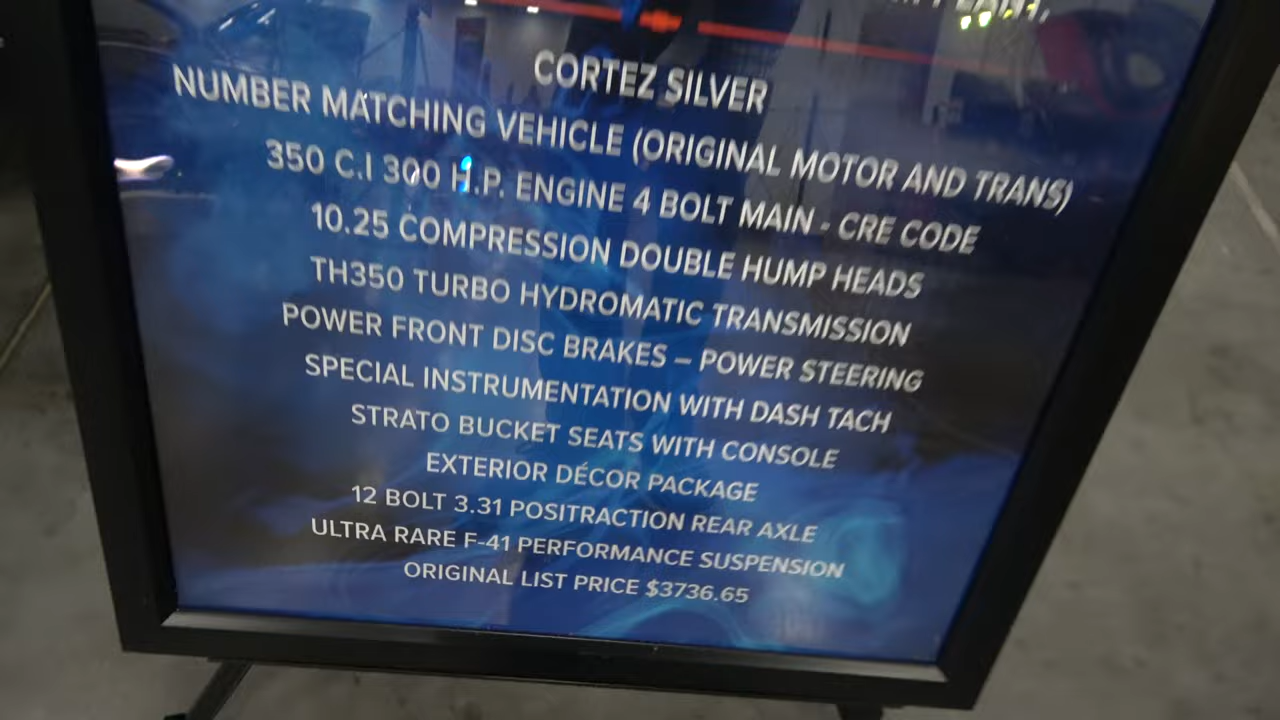 CORTEZ SILVER
NUMBER MATCHING VEHICLE (ORIGINAL MOTOR AND TRANS)
350 C.I 300 H.P. ENGINE 4 BOLT MAIN - CRE CODE
10.25 COMPRESSION DOUBLE HUMP HEADS
TH350 TURBO HYDROMATIC TRANSMISSION
POWER FRONT DISC BRAKES – POWER STEERING
SPECIAL INSTRUMENTATION WITH DASH TACH
STRATO BUCKET SEATS WITH CONSOLE
EXTERIOR DÉCOR PACKAGE
12 BOLT 3.31 POSITRACTION REAR AXLE
ULTRA RARE F-41 PERFORMANCE SUSPENSION
ORIGINAL LIST PRICE $3736.65